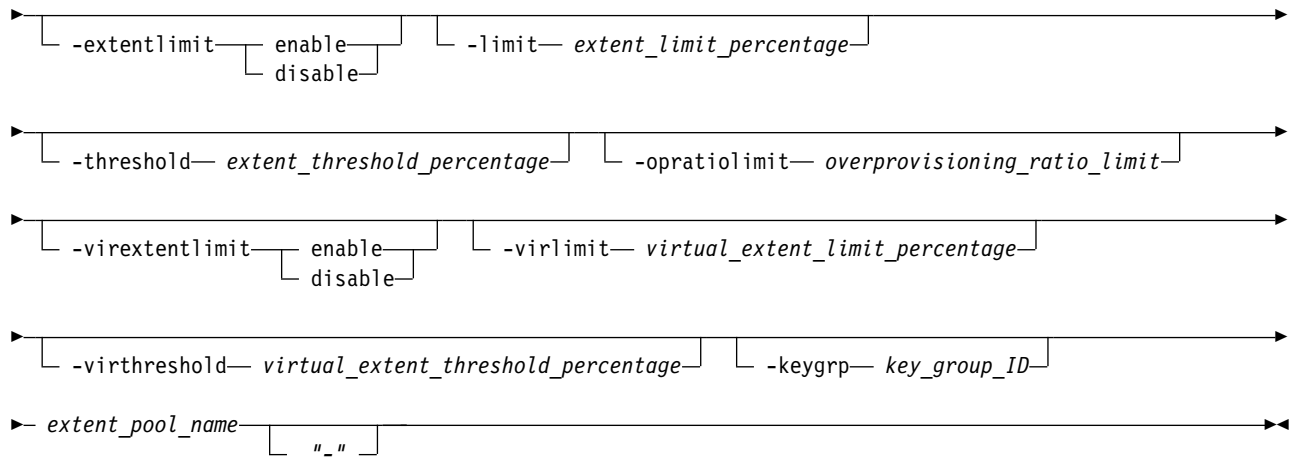 -extentlimit enable -limit extent_limit_percentage
disable
-threshold extent_threshold_percentage -opratiolimit overprovisioning_ratio_limit
-virextentlimit enable -virlimit virtual_extent_limit_percentage
disable
-virthreshold virtual_extent_threshold_percentage -keygrp key_group_ID
extent_pool_name
"-"